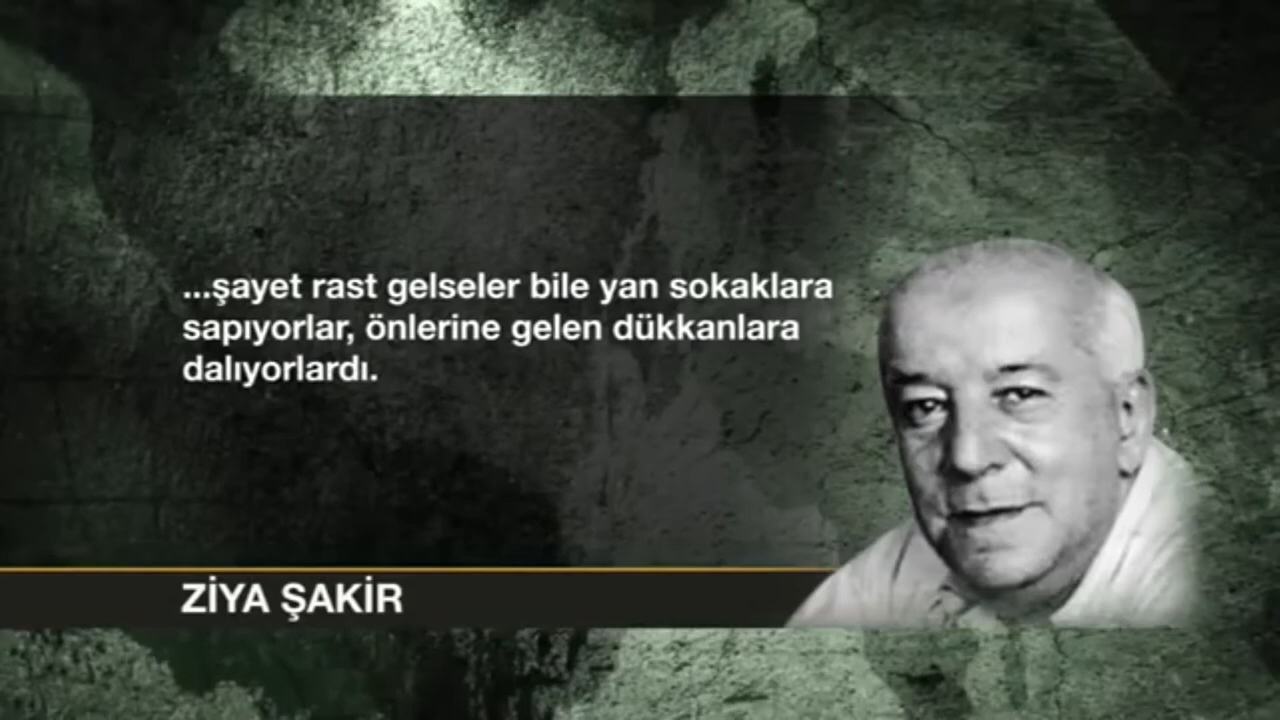 ...şayet rast gelseler bile yan sokaklara
sapıyorlar, önlerine gelen dükkanlara
dalıyorlardı.
ZİYA ŞAKİR